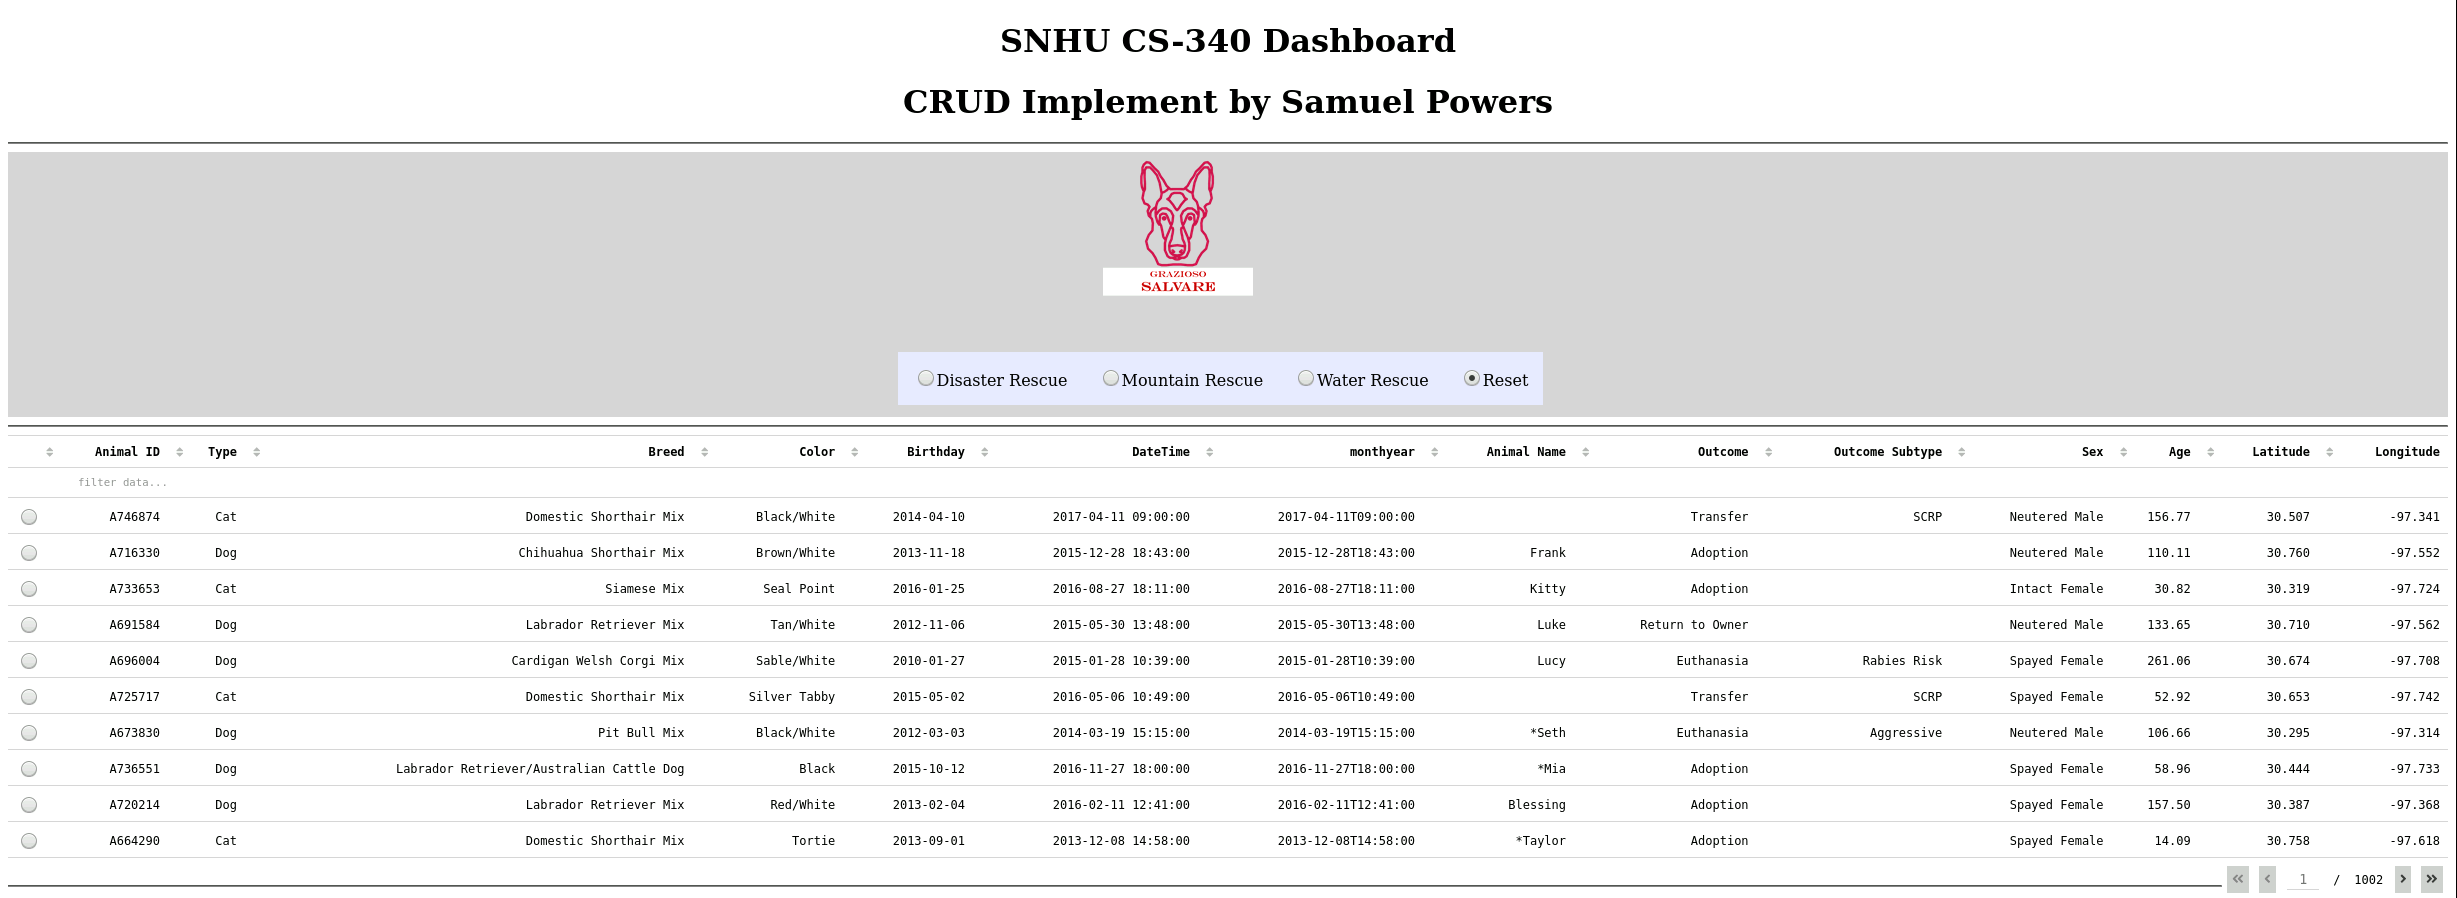 SNHU CS-340 Dashboard
CRUD Implement by Samuel Powers
GRAZIOSO
SALVARE
Disaster Rescue Mountain Rescue Water Rescue Reset
Animal ID Type Breed Color Birthday DateTime monthyear Animal Name Outcome Outcome Subtype Sex Age Latitude Longitude
filter data...
A746874 Cat Domestic Shorthair Mix Black/White 2014-04-10 2017-04-11 09:00:00 2017-04-11T09:00:00 Transfer SCRP Neutered Male 156.77 30.507 -97.341
A716330 Dog Chihuahua Shorthair Mix Brown/White 2013-11-18 2015-12-28 18:43:00 2015-12-28T18:43:00 Frank Adoption Neutered Male 110.11 30.760 -97.552
A733653 Cat Siamese Mix Seal Point 2016-01-25 2016-08-27 18:11:00 2016-08-27T18:11:00 Kitty Adoption Intact Female 30.82 30.319 -97.724
A691584 Dog Labrador Retriever Mix Tan/White 2012-11-06 2015-05-30 13:48:00 2015-05-30T13:48:00 Luke Return to Owner Neutered Male 133.65 30.710 -97.562
A696004 Dog Cardigan Welsh Corgi Mix Sable/White 2010-01-27 2015-01-28 10:39:00 2015-01-28T10:39:00 Lucy Euthanasia Rabies Risk Spayed Female 261.06 30.674 -97.708
A725717 Cat Domestic Shorthair Mix Silver Tabby 2015-05-02 2016-05-06 10:49:00 2016-05-06T10:49:00 Transfer SCRP Spayed Female 52.92 30.653 -97.742
A673830 Dog Pit Bull Mix Black/White 2012-03-03 2014-03-19 15:15:00 2014-03-19T15:15:00 *Seth Euthanasia Aggressive Neutered Male 106.66 30.295 -97.314
A736551 Dog Labrador Retriever/Australian Cattle Dog Black 2015-10-12 2016-11-27 18:00:00 2016-11-27T18:00:00 *Mia Adoption Spayed Female 58.96 30.444 -97.733
A720214 Dog Labrador Retriever Mix Red/White 2013-02-04 2016-02-11 12:41:00 2016-02-11T12:41:00 Blessing Adoption Spayed Female 157.50 30.387 -97.368
A664290 Cat Domestic Shorthair Mix Tortie 2013-09-01 2013-12-08 14:58:00 2013-12-08T14:58:00 *Taylor Adoption Spayed Female 14.09 30.758 -97.618
1 / 1002